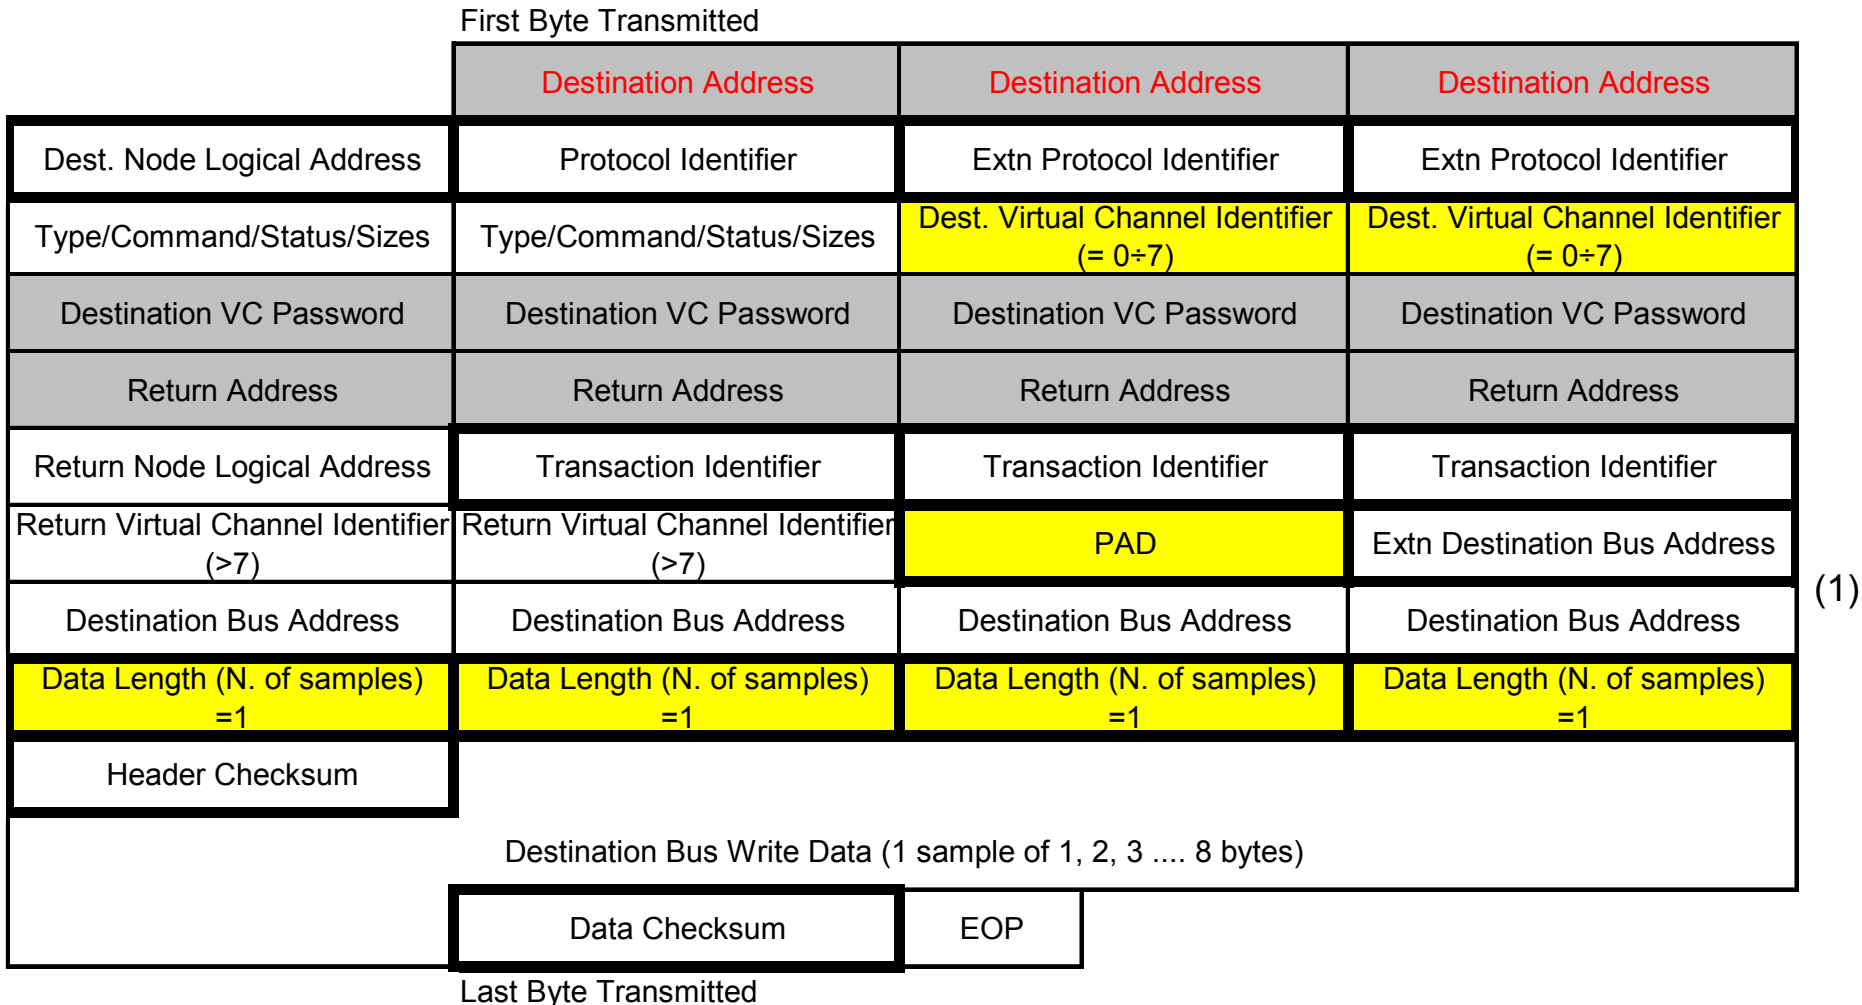 First Byte Transmitted
Destination Address Destination Address Destination Address
Dest. Node Logical Address Protocol Identifier Extn Protocol Identifier Extn Protocol Identifier
Type/Command/Status/Sizes Type/Command/Status/Sizes Dest. Virtual Channel Identifier (= 0÷7) Dest. Virtual Channel Identifier (= 0÷7)
Destination VC Password Destination VC Password Destination VC Password Destination VC Password
Return Address Return Address Return Address Return Address
Return Node Logical Address Transaction Identifier Transaction Identifier Transaction Identifier
Return Virtual Channel Identifier (>7) Return Virtual Channel Identifier (>7) PAD Extn Destination Bus Address
(1)
Destination Bus Address Destination Bus Address Destination Bus Address Destination Bus Address
Data Length (N. of samples) =1 Data Length (N. of samples) =1 Data Length (N. of samples) =1 Data Length (N. of samples) =1
Header Checksum
Destination Bus Write Data (1 sample of 1, 2, 3 .... 8 bytes)
Data Checksum EOP
Last Byte Transmitted